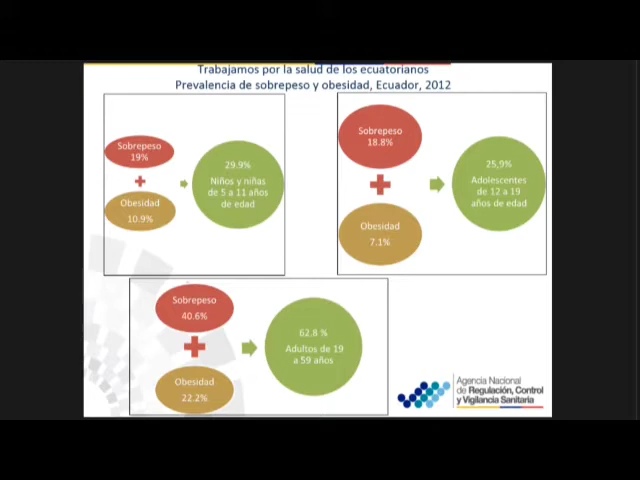 Trabajamos por la salud de los ecuatorianos
Prevalencia de sobrepeso y obesidad, Ecuador, 2012
Sobrepeso
19%
Obesidad
10.9%
29.9%
Niños y niñas
de 5 a 11 años
de edad
Sobrepeso
18.8%
Obesidad
7.1%
25,9%
Adolescentes
de 12 a 19
años de edad
Sobrepeso
40.6%
Obesidad
22.2%
62.8 %
Adultos de 19
a 59 años
Agencia Nacional
de Regulación, Control
y Vigilancia Sanitaria